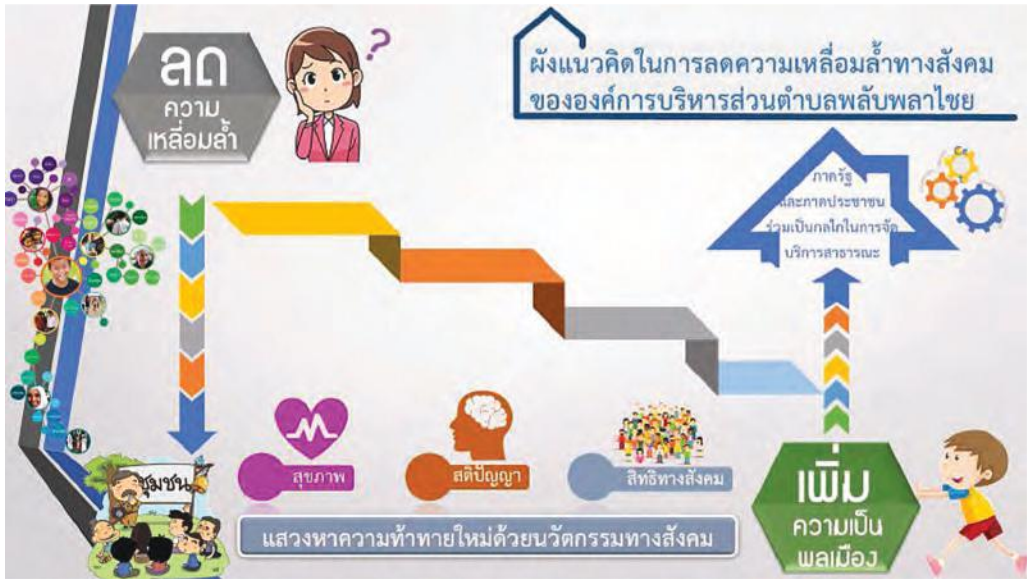 ลด
ความ
เหลื่อมล้ำ
?
ผังแนวคิดในการลดความเหลื่อมล้ำทางสังคม
ขององค์การบริหารส่วนตำบลพลับพลาไชย
ภาครัฐ
และภาคประชาชน
ร่วมเป็นกลไกในการจัด
บริการสาธารณะ
ชุมชน
สุขภาพ
สติปัญญา
สิทธิทางสังคม
เพิ่ม
ความเป็น
พลเมือง
แสวงหาความท้าทายใหม่ด้วยนวัตกรรมทางสังคม